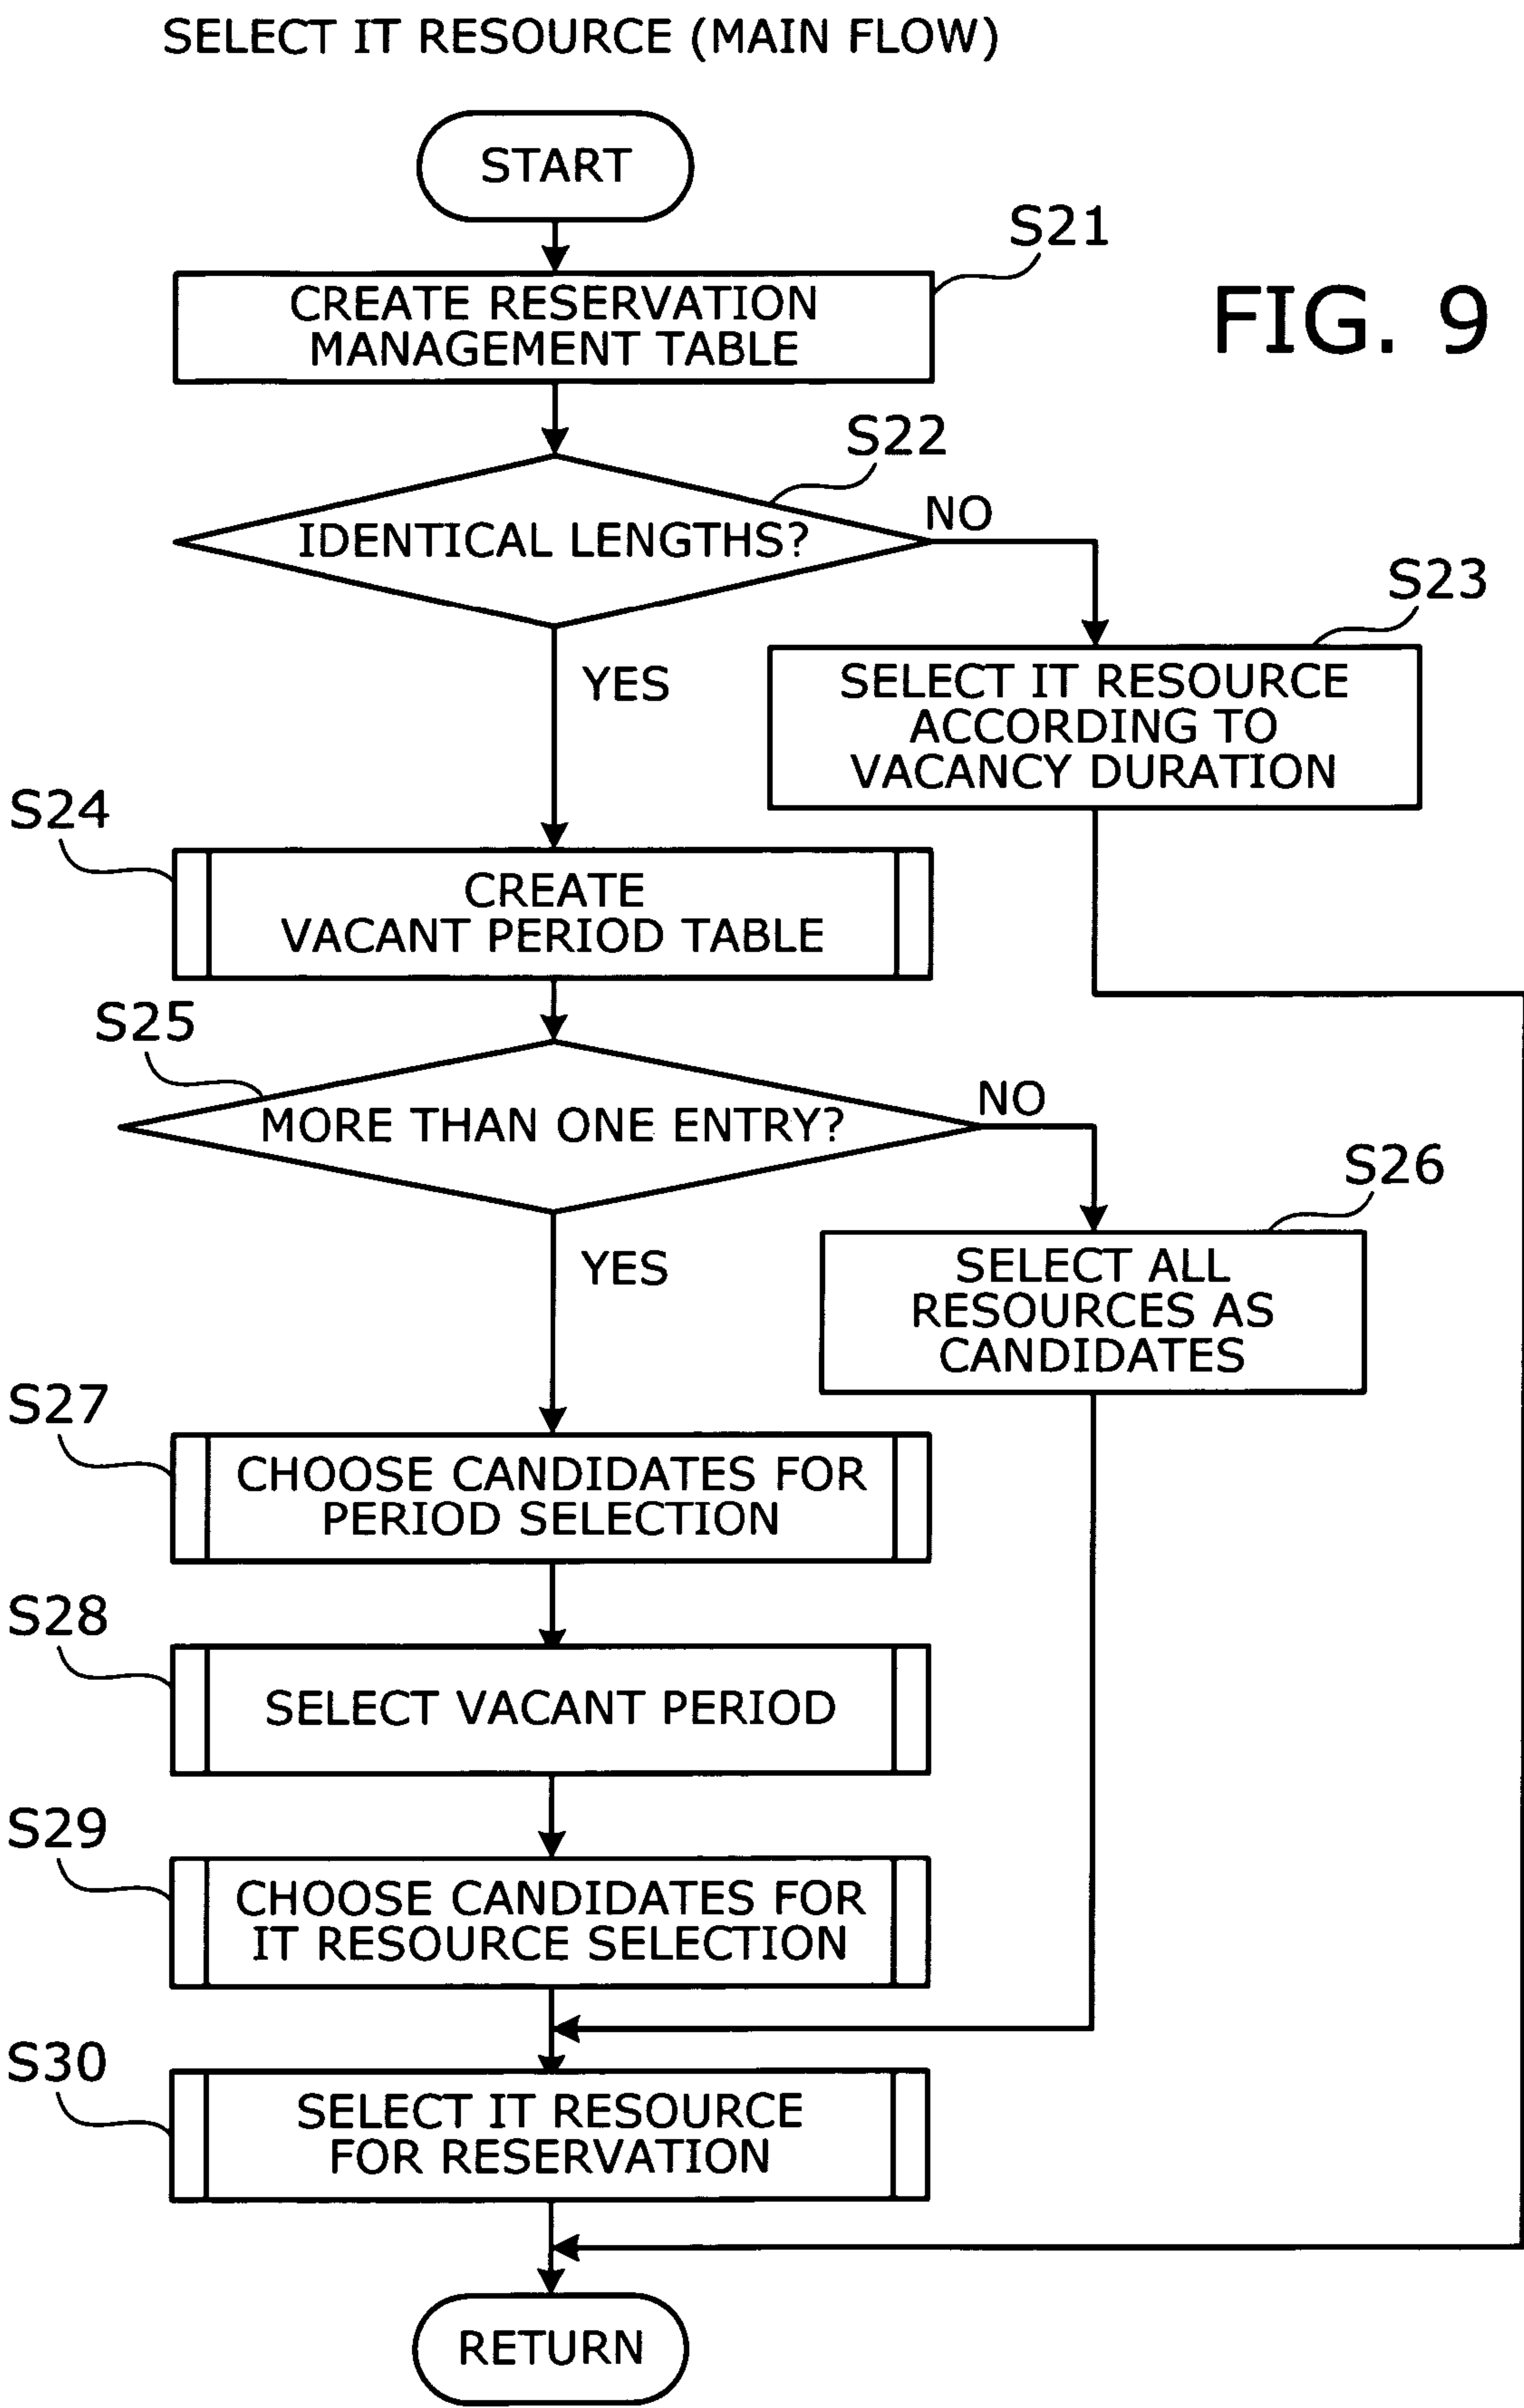 SELECT IT RESOURCE (MAIN FLOW)
START
S21
CREATE RESERVATION
MANAGEMENT TABLE
FIG. 9
S22
IDENTICAL LENGTHS?
NO
S23
YES
SELECT IT RESOURCE
ACCORDING TO
VACANCY DURATION
S24
CREATE
VACANT PERIOD TABLE
S25
MORE THAN ONE ENTRY?
NO
S26
YES
SELECT ALL
RESOURCES AS
CANDIDATES
S27
CHOOSE CANDIDATES FOR
PERIOD SELECTION
S28
SELECT VACANT PERIOD
S29
CHOOSE CANDIDATES FOR
IT RESOURCE SELECTION
S30
SELECT IT RESOURCE
FOR RESERVATION
RETURN